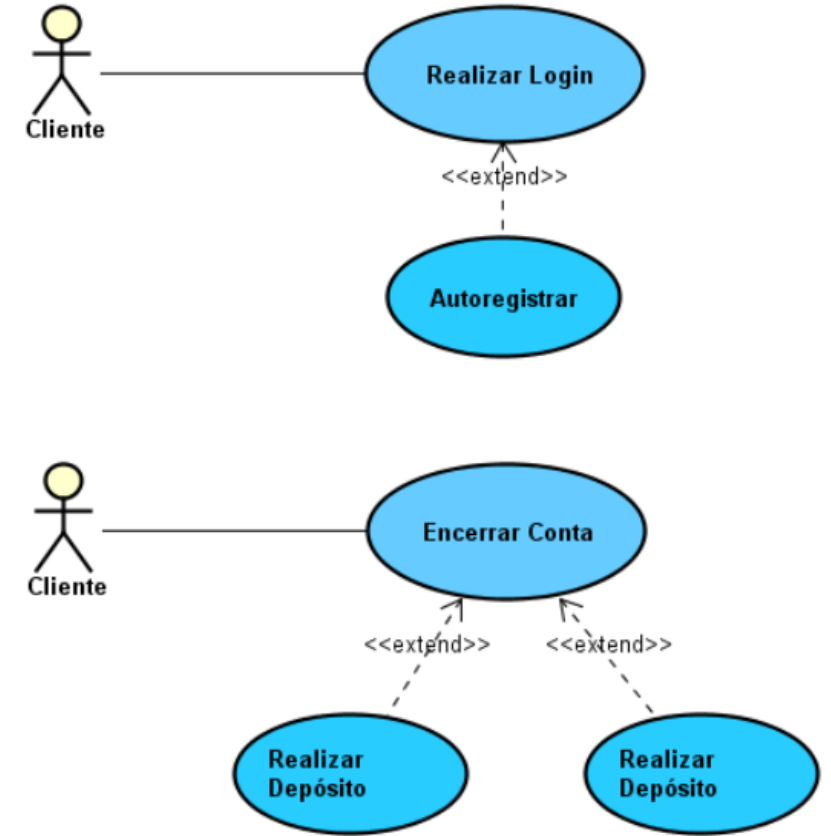 Realizar Login
Cliente
<<extend>>
Autoregistrar
Encerrar Conta
Cliente
<<extend>> <<extend>>
Realizar
Depósito
Realizar
Depósito